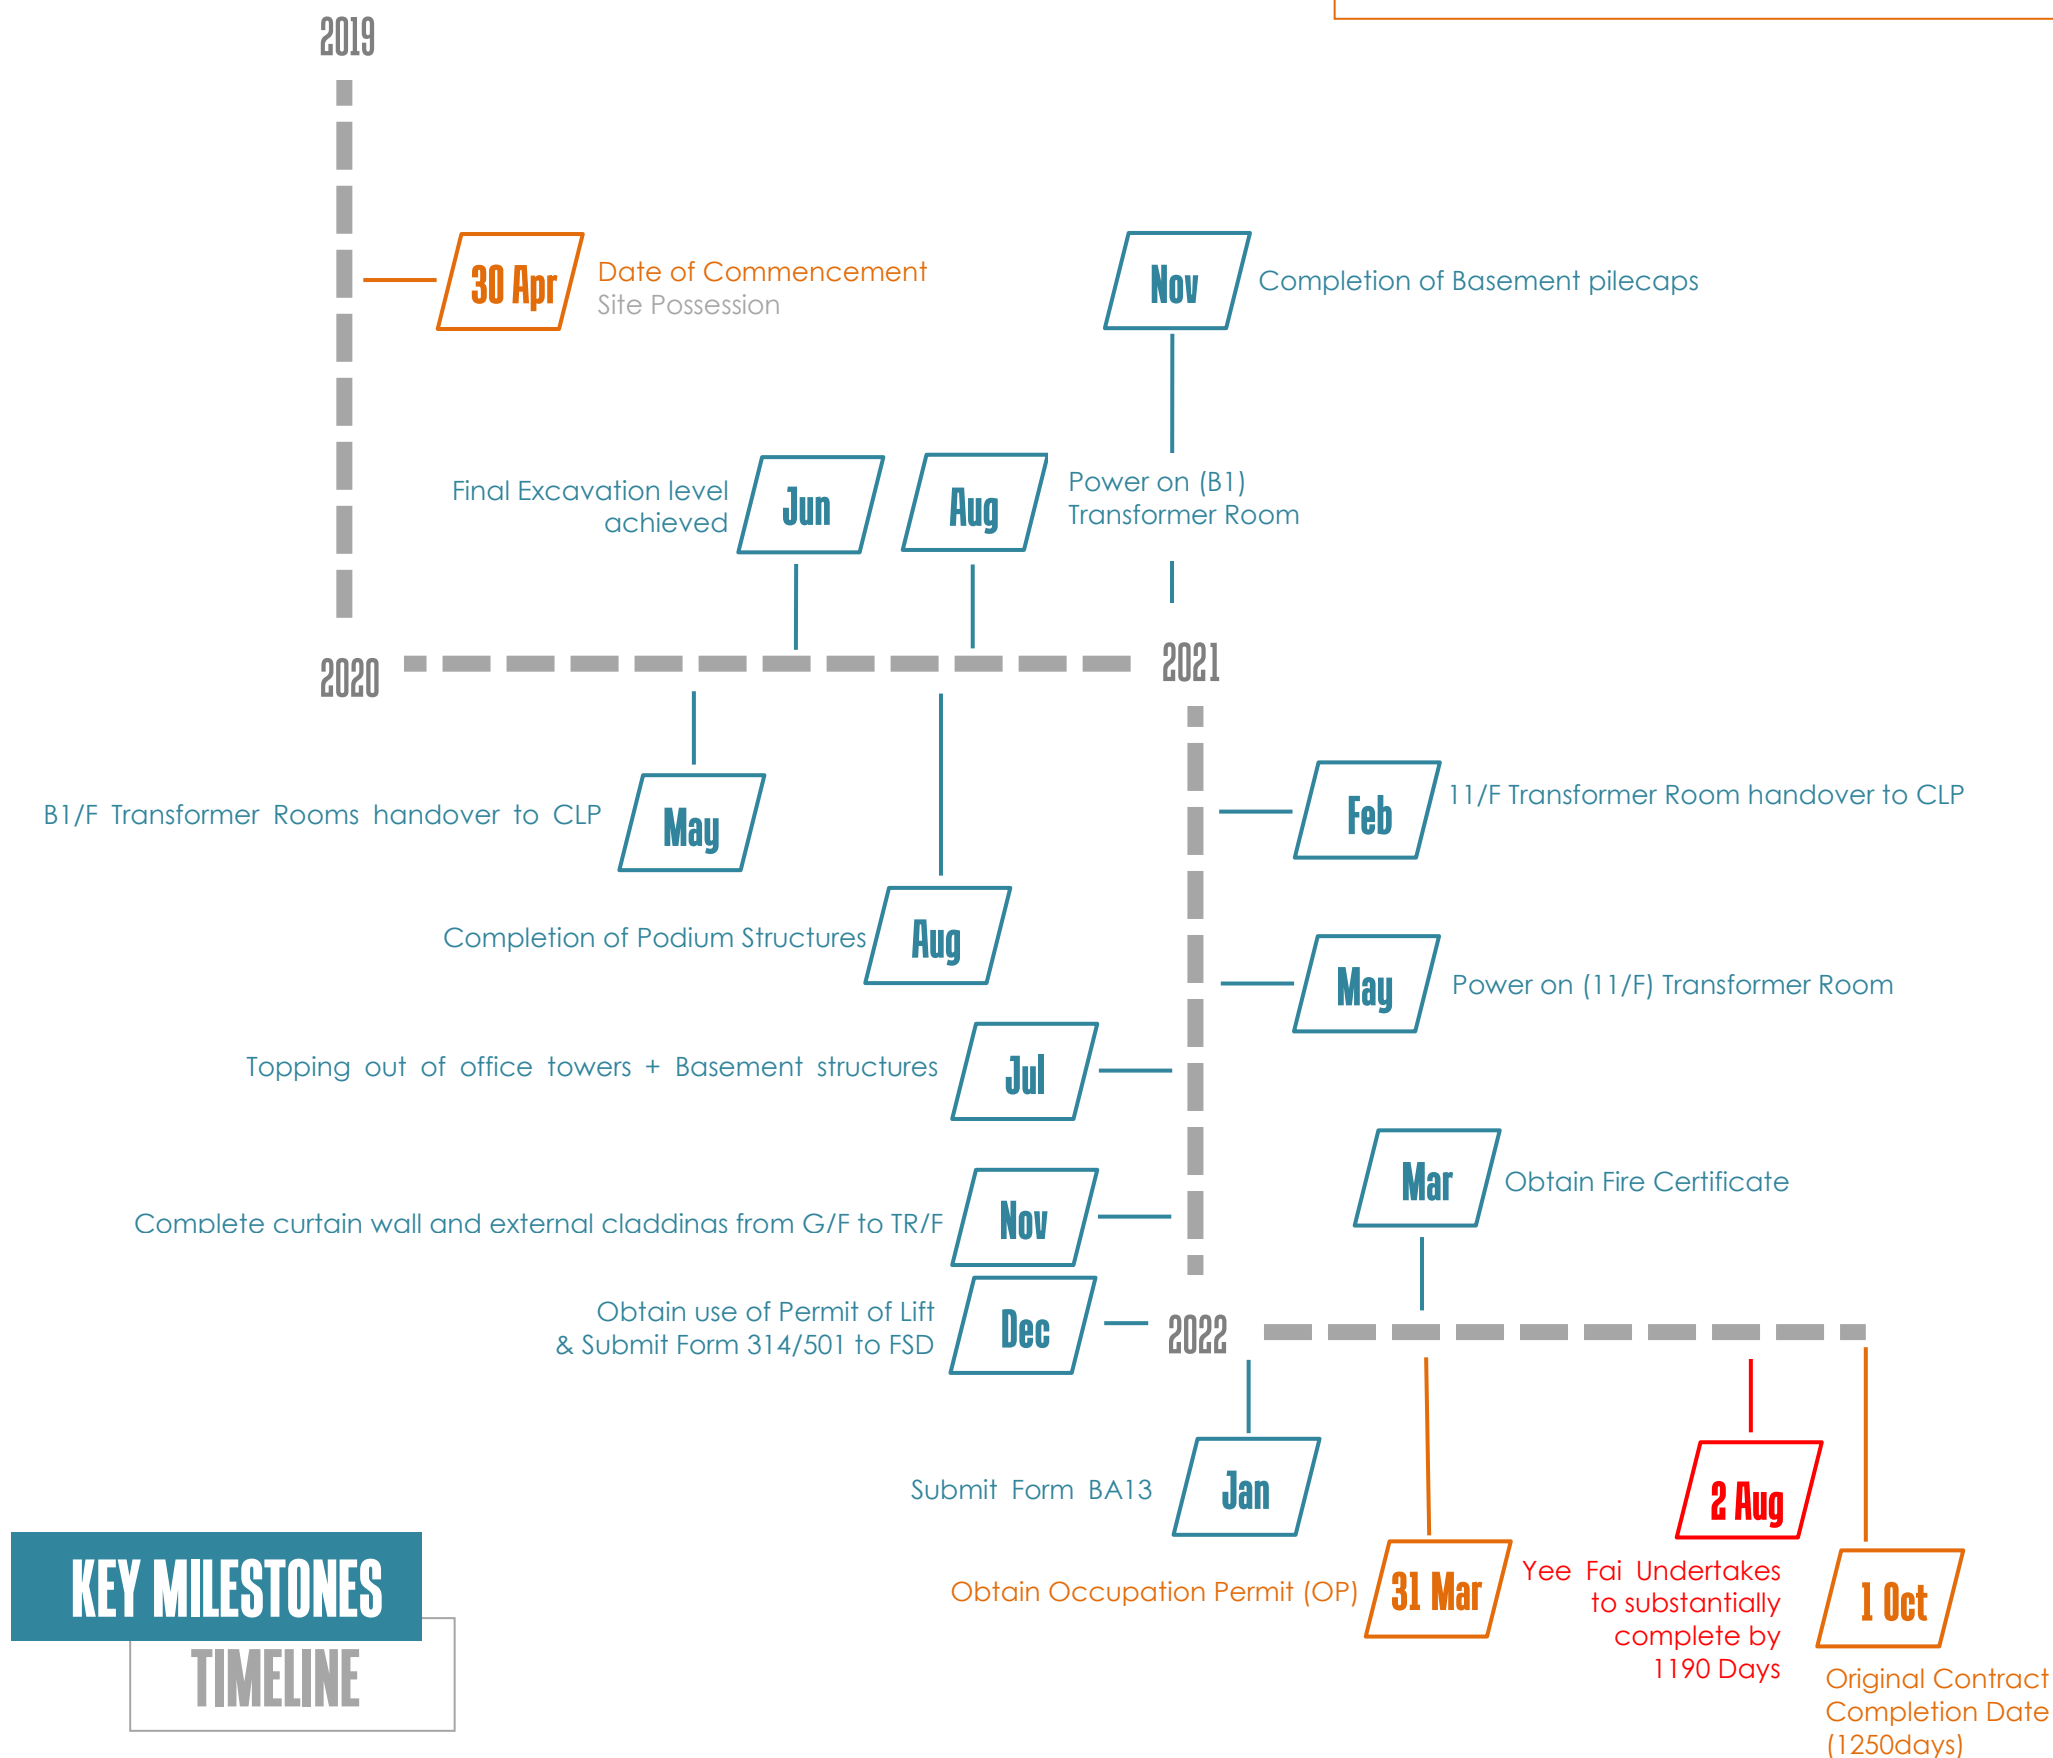 2019
30 Apr
Date of Commencement
Site Possession
Nov
Completion of Basement pilecaps
Final Excavation level
achieved
Jun
Aug
Power on (B1)
Transformer Room
2020
2021
B1/F Transformer Rooms handover to CLP
May
Feb
11/F Transformer Room handover to CLP
Completion of Podium Structures
Aug
May
Power on (11/F) Transformer Room
Topping out of office towers + Basement structures
Jul
Mar
Obtain Fire Certificate
Complete curtain wall and external claddings from G/F to TR/F
Nov
Obtain use of Permit of Lift
& Submit Form 314/501 to FSD
Dec
2022
Submit Form BA13
Jan
2 Aug
Yee Fai Undertakes
to substantially
complete by
1190 Days
Obtain Occupation Permit (OP)
31 Mar
1 Oct
Original Contract
Completion Date
(1250days)
KEY MILESTONES
TIMELINE